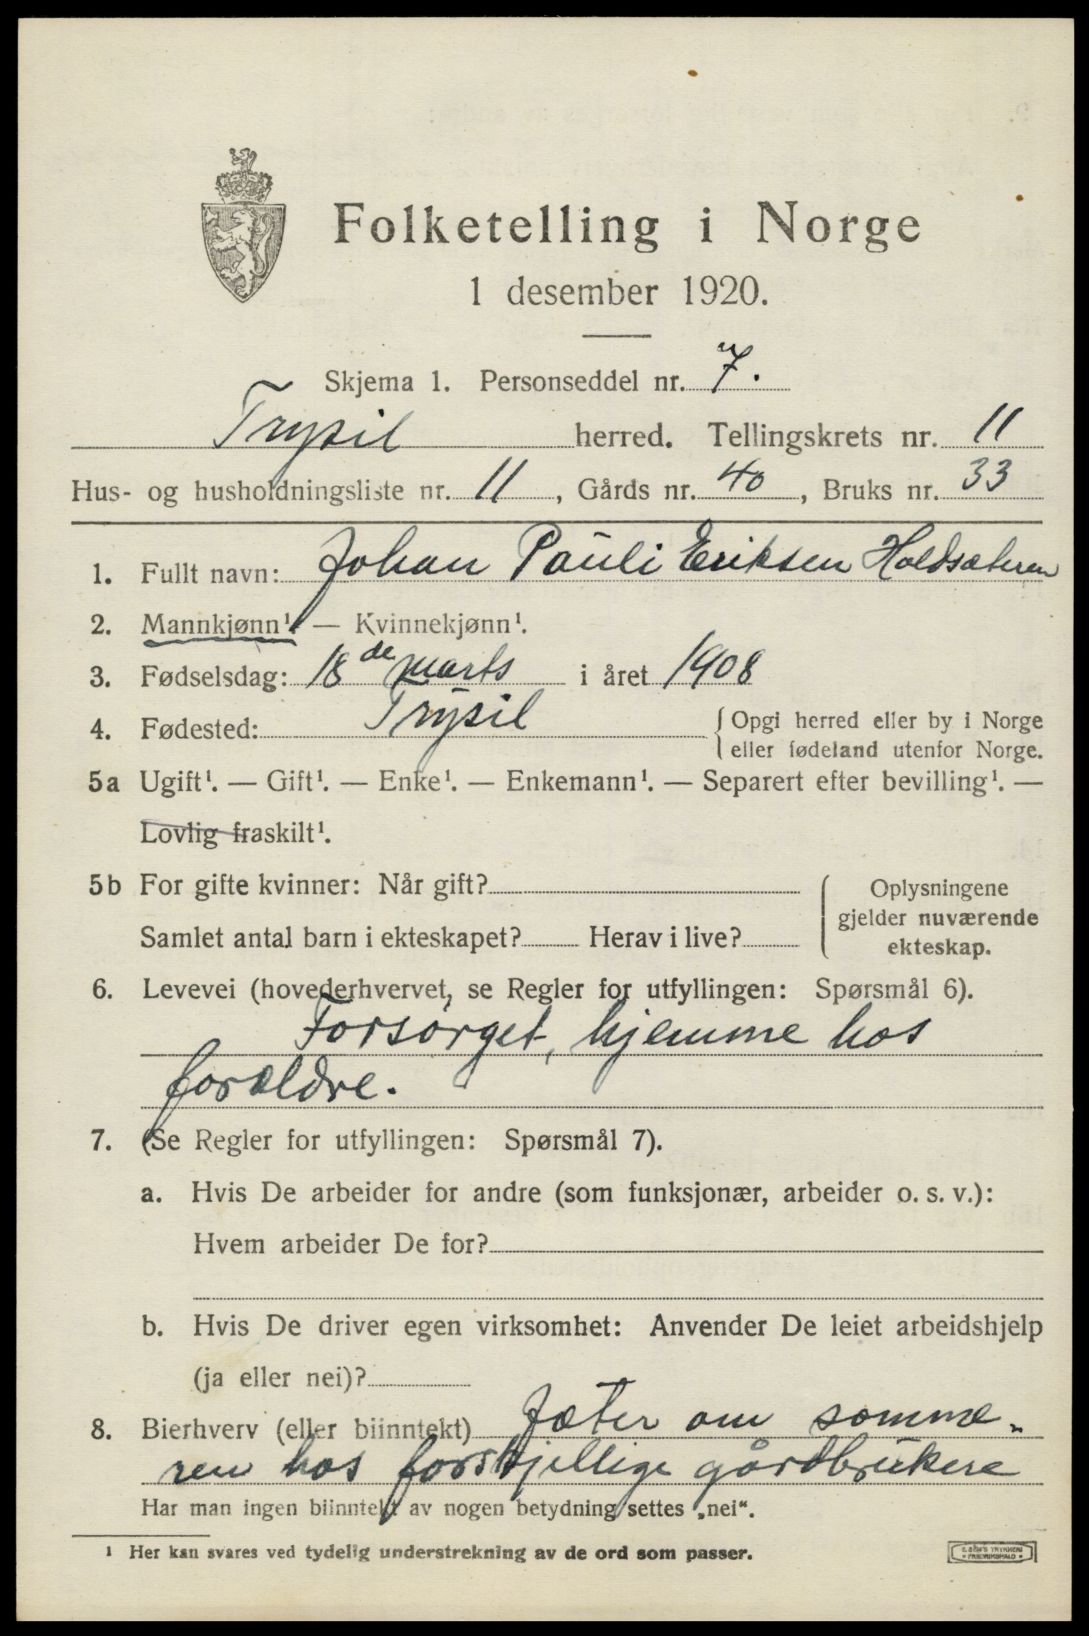 Folketelling i Norge
1 desember 1920.
Skjema 1. Personseddel nr. 7.
Trysil herred. Tellingskrets nr. 11
Hus- og husholdningsliste nr. 11, Gårds nr. 40, Bruks nr. 33
1. Fullt navn: Johan Pauli Eriksen Holdsæteren
2. Mannkjønn¹. — Kvinnekjønn¹.
3. Fødselsdag: 18de marts i året 1908
4. Fødested: Trysil { Opgi herred eller by i Norge
eller fødeland utenfor Norge.
5a Ugift¹. — Gift¹. — Enke¹. — Enkemann¹. — Separert efter bevilling¹. —
Lovlig fraskilt¹.
5b For gifte kvinner: Når gift?
Samlet antal barn i ekteskapet? Herav i live?
Oplysningene
gjelder nuværende
ekteskap.
6. Levevei (hovederhvervet, se Regler for utfyllingen: Spørsmål 6).
Forsørget, hjemme hos
forældre.
7. (Se Regler for utfyllingen: Spørsmål 7).
a. Hvis De arbeider for andre (som funksjonær, arbeider o. s. v.):
Hvem arbeider De for?
b. Hvis De driver egen virksomhet: Anvender De leiet arbeidshjelp
(ja eller nei)?
8. Bierhverv (eller biinntekt) Jæter om somme-
ren hos forskjellige gårdbrukere
Har man ingen biinntekt av nogen betydning settes „nei“.
¹ Her kan svares ved tydelig understrekning av de ord som passer.